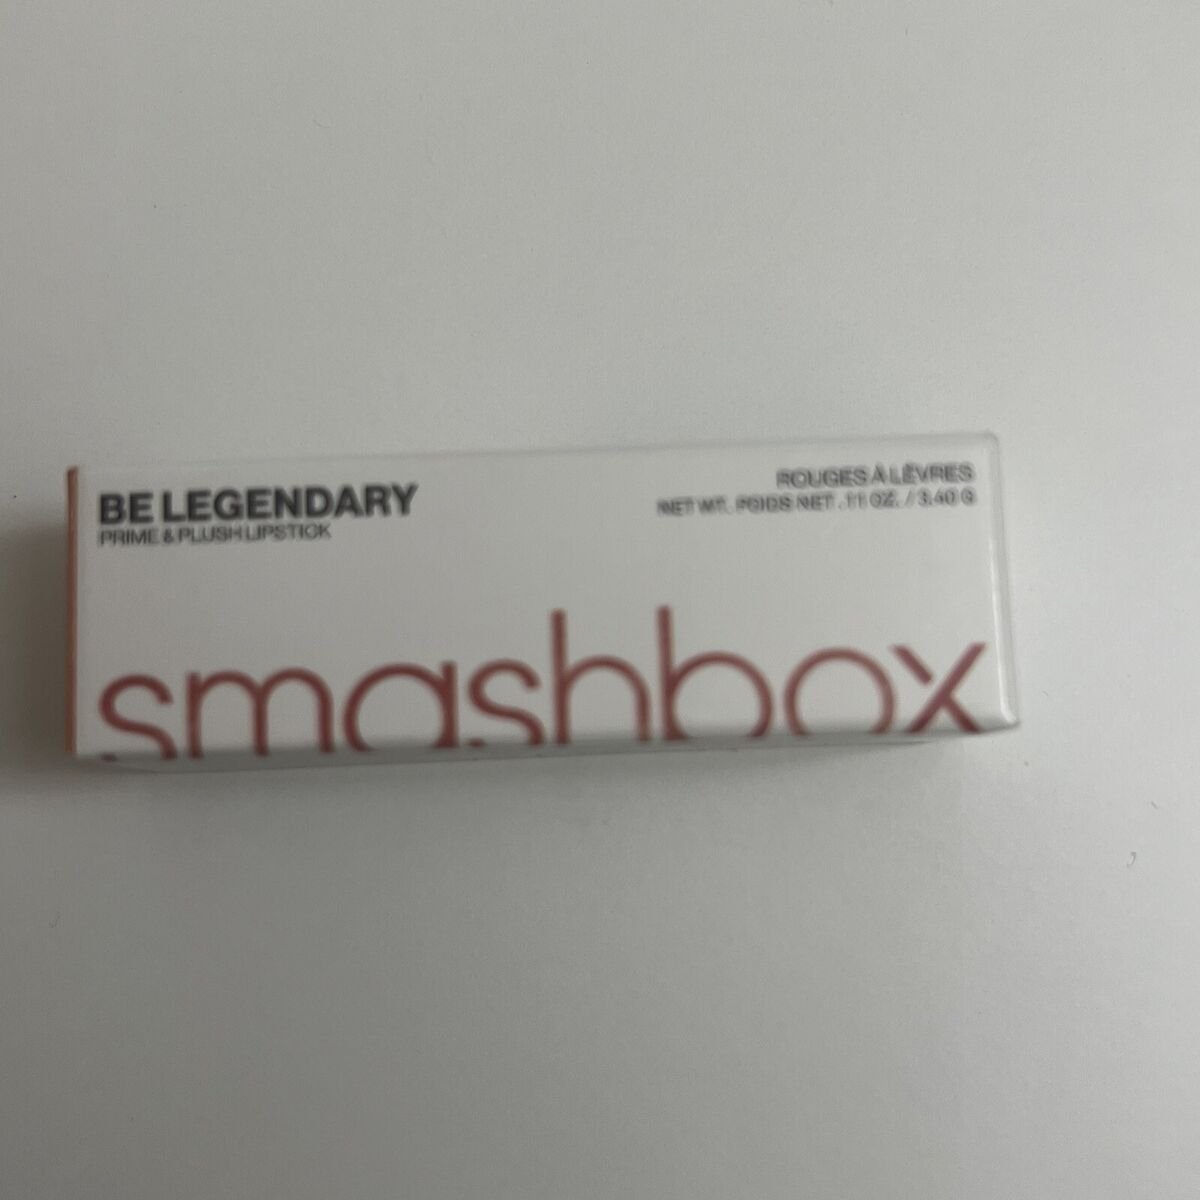 BE LEGENDARY
PRIME & PLUSH LIPSTICK
ROUGES À LÈVRES
NET WT. POIDS NET .11 OZ. / 3.40 G
smashbox